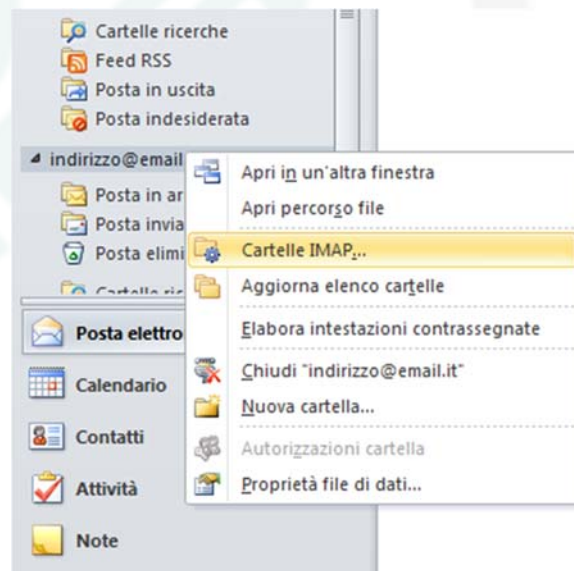 Cartelle ricerche
Feed RSS
Posta in uscita
Posta indesiderata
indirizzo@email
Posta in ar
Posta invia
Posta elimi
Cartelle ric
Posta elettro
Calendario
Contatti
Attività
Note
Apri in un'altra finestra
Apri percorso file
Cartelle IMAP...
Aggiorna elenco cartelle
Elabora intestazioni contrassegnate
Chiudi "indirizzo@email.it"
Nuova cartella...
Autorizzazioni cartella
Proprietà file di dati...